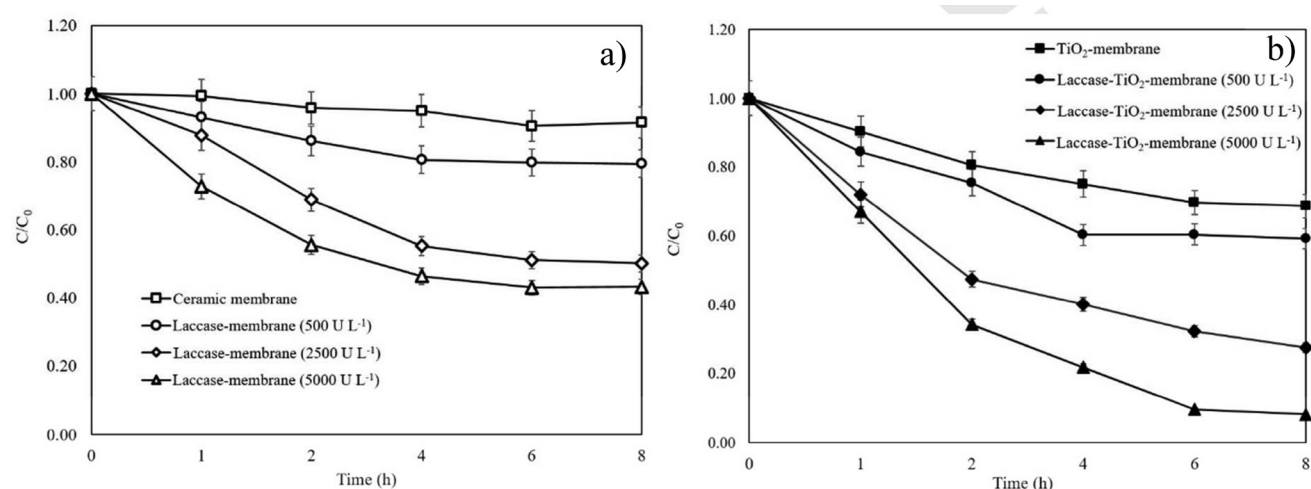 a)
1.20
1.00
0.80
0.60
0.40
0.20
0.00
C/C0
Ceramic membrane
Laccase-membrane (500 U L-1)
Laccase-membrane (2500 U L-1)
Laccase-membrane (5000 U L-1)
0 1 2 4 6 8
Time (h)
b)
1.20
1.00
0.80
0.60
0.40
0.20
0.00
C/C0
TiO2-membrane
Laccase-TiO2-membrane (500 U L-1)
Laccase-TiO2-membrane (2500 U L-1)
Laccase-TiO2-membrane (5000 U L-1)
0 1 2 4 6 8
Time (h)